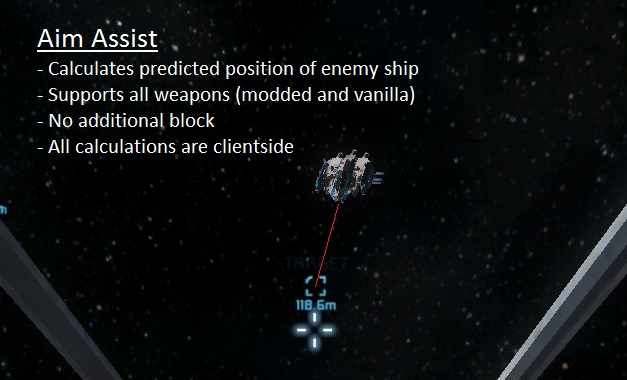 Aim Assist
- Calculates predicted position of enemy ship
- Supports all weapons (modded and vanilla)
- No additional block
- All calculations are clientside
TARGET
118.6m
m